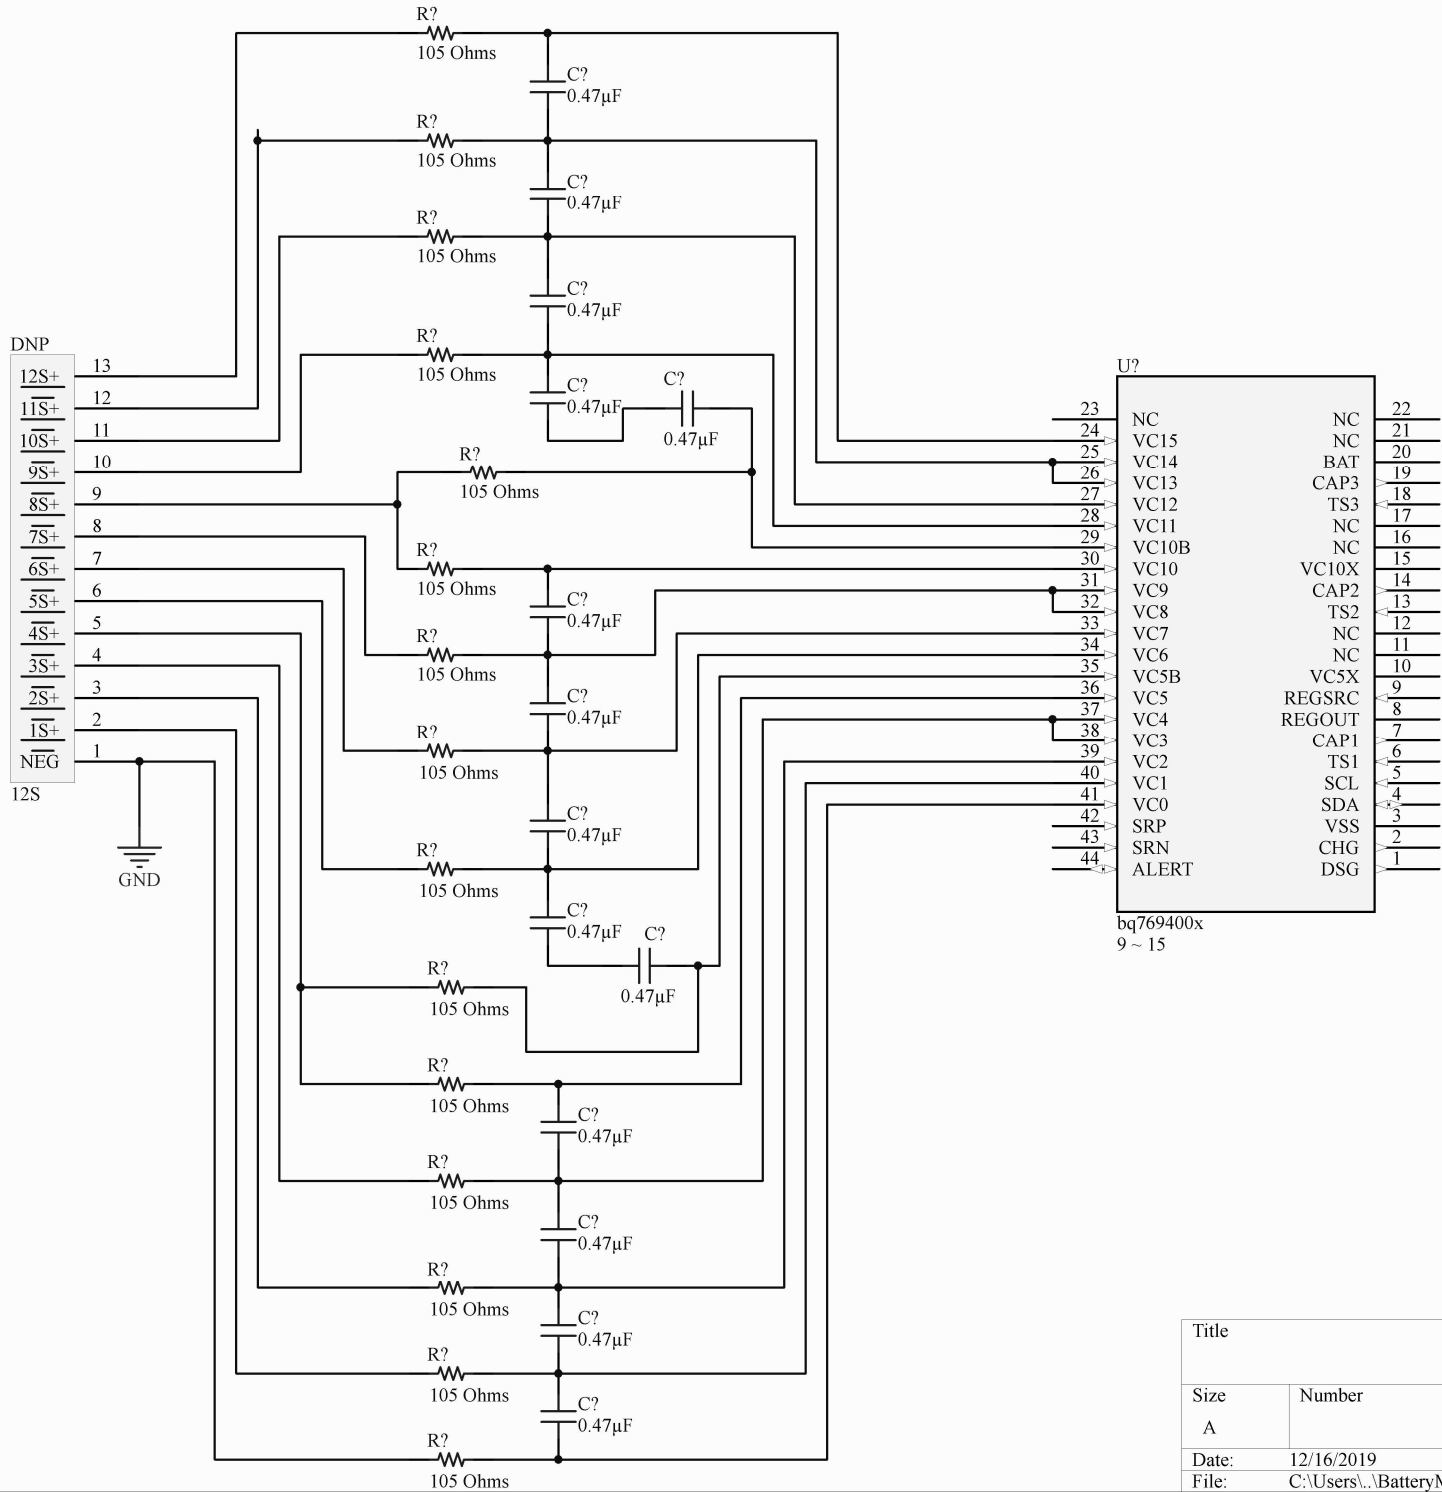 R?
105 Ohms
C?
0.47µF
R?
105 Ohms
C?
0.47µF
R?
105 Ohms
C?
0.47µF
R?
105 Ohms
C?
0.47µF
C?
0.47µF
R?
105 Ohms
R?
105 Ohms
C?
0.47µF
R?
105 Ohms
C?
0.47µF
R?
105 Ohms
C?
0.47µF
R?
105 Ohms
C?
0.47µF
C?
0.47µF
R?
105 Ohms
R?
105 Ohms
C?
0.47µF
R?
105 Ohms
C?
0.47µF
R?
105 Ohms
C?
0.47µF
R?
105 Ohms
C?
0.47µF
R?
105 Ohms
DNP
12S+ 13
11S+ 12
10S+ 11
9S+ 10
8S+ 9
7S+ 8
6S+ 7
5S+ 6
4S+ 5
3S+ 4
2S+ 3
1S+ 2
NEG 1
12S
GND
U?
23 NC NC 22
24 VC15 NC 21
25 VC14 BAT 20
26 VC13 CAP3 19
27 VC12 TS3 18
28 VC11 NC 17
29 VC10B NC 16
30 VC10 VC10X 15
31 VC9 CAP2 14
32 VC8 TS2 13
33 VC7 NC 12
34 VC6 NC 11
35 VC5B VC5X 10
36 VC5 REGSRC 9
37 VC4 REGOUT 8
38 VC3 CAP1 7
39 VC2 TS1 6
40 VC1 SCL 5
41 VC0 SDA 4
42 SRP VSS 3
43 SRN CHG 2
44 ALERT DSG 1
bq769400x
9 ~ 15
Title
Size Number
A
Date: 12/16/2019
File: C:\Users\..\BatteryM